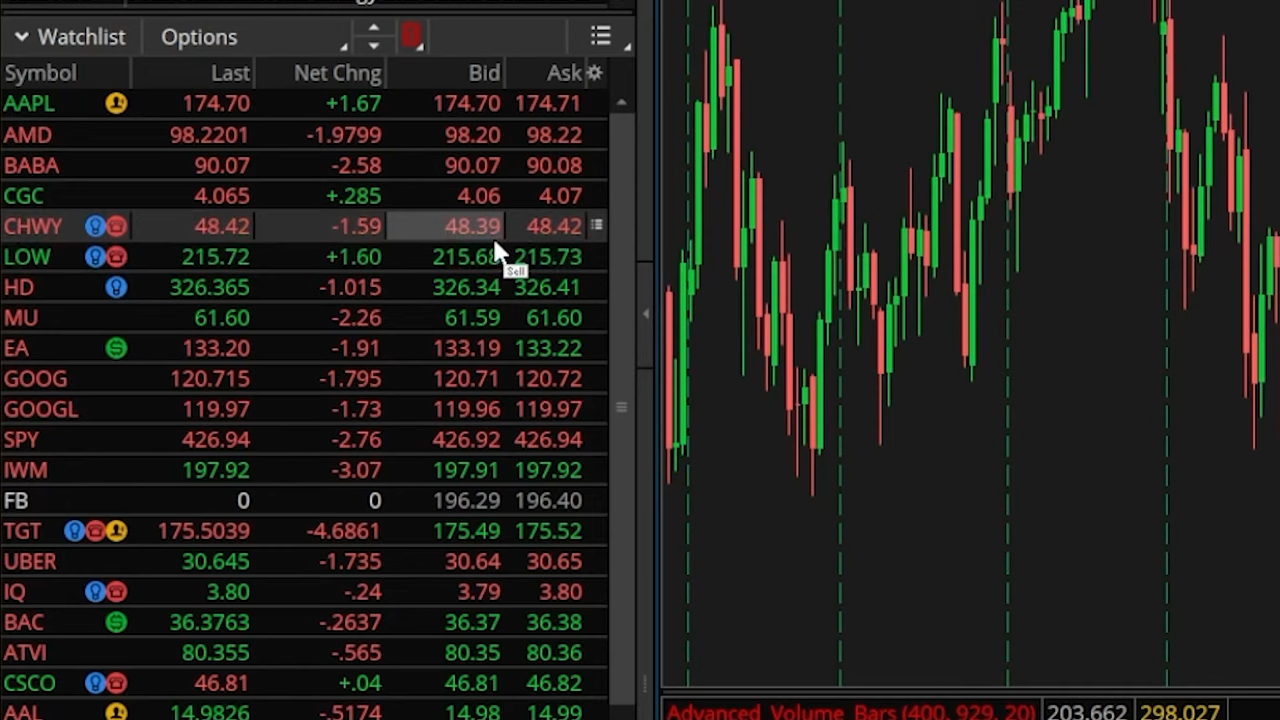 Watchlist Options
Symbol Last Net Chng Bid Ask
AAPL 174.70 +1.67 174.70 174.71
AMD 98.2201 -1.9799 98.20 98.22
BABA 90.07 -2.58 90.07 90.08
CGC 4.065 +.285 4.06 4.07
CHWY 48.42 -1.59 48.39 48.42
LOW 215.72 +1.60 215.73
Sell
HD 326.365 -1.015 326.34 326.41
MU 61.60 -2.26 61.59 61.60
EA 133.20 -1.91 133.19 133.22
GOOG 120.715 -1.795 120.71 120.72
GOOGL 119.97 -1.73 119.96 119.97
SPY 426.94 -2.76 426.92 426.94
IWM 197.92 -3.07 197.91 197.92
FB 0 0 196.29 196.40
TGT 175.5039 -4.6861 175.49 175.52
UBER 30.645 -1.735 30.64 30.65
IQ 3.80 -.24 3.79 3.80
BAC 36.3763 -.2637 36.37 36.38
ATVI 80.355 -.565 80.35 80.36
CSCO 46.81 +.04 46.81 46.82
AAL 14.9826 -.5174 14.98 14.99
Advanced_Volume_Bars (400, 929, 20) 203,662 298,027